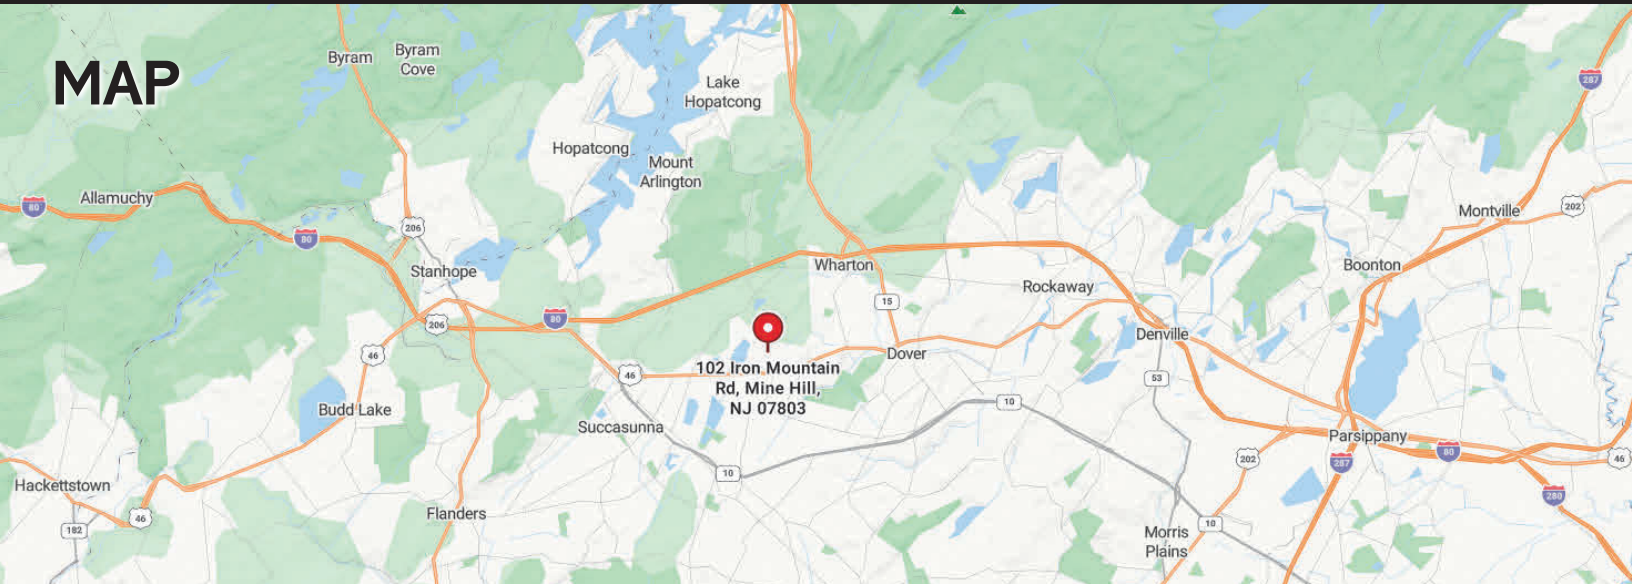 MAP
Byram
Byram
Cove
Lake
Hopatcong
Hopatcong
Mount
Arlington
287
Allamuchy
80
80
206
Stanhope
202
Montville
Wharton
Boonton
Rockaway
15
80
206
46
Denville
Dover
102 Iron Mountain
Rd, Mine Hill,
NJ 07803
46
53
10
Budd Lake
Succasunna
Parsippany
10
202
287
80
46
Hackettstown
280
46
182
Flanders
10
Morris
Plains